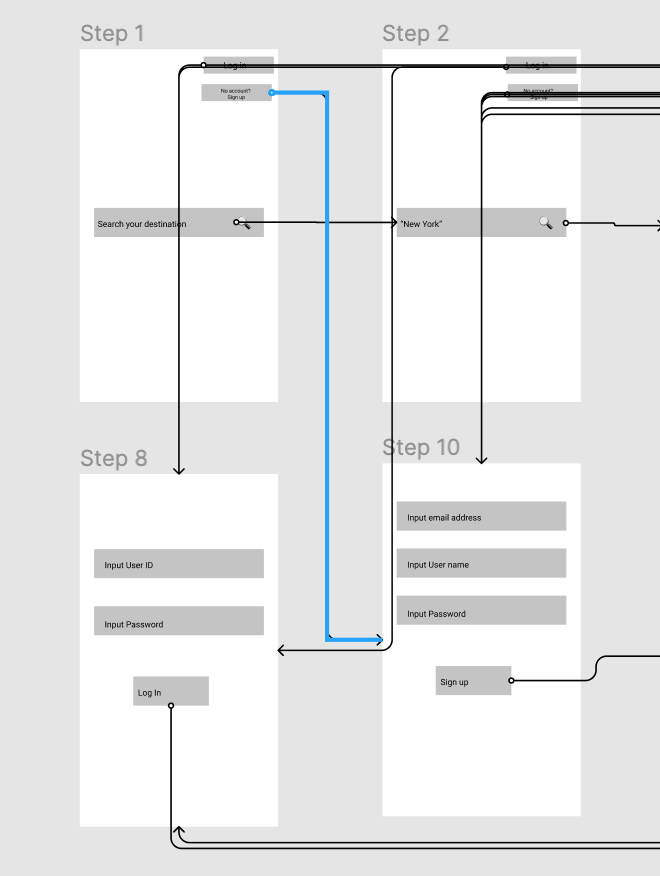 Step 1
Step 2
Log in
Log in
No account?
Sign up
No account?
Sign up
Search your destination
"New York"
Step 8
Step 10
Input email address
Input User ID
Input User name
Input Password
Input Password
Log In
Sign up